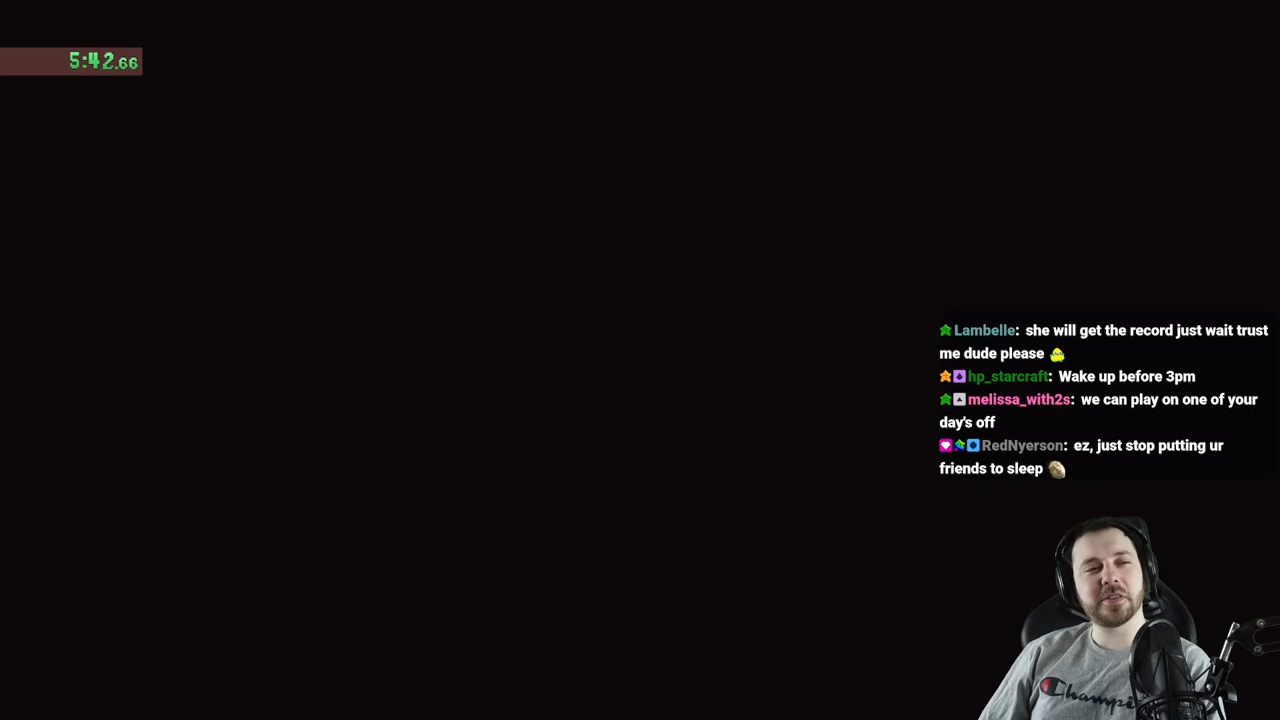 5:42.66
Lambelle: she will get the record just wait trust
me dude please
hp_starcraft: Wake up before 3pm
melissa_with2s: we can play on one of your
day's off
RedNyerson: ez, just stop putting ur
friends to sleep
Champi